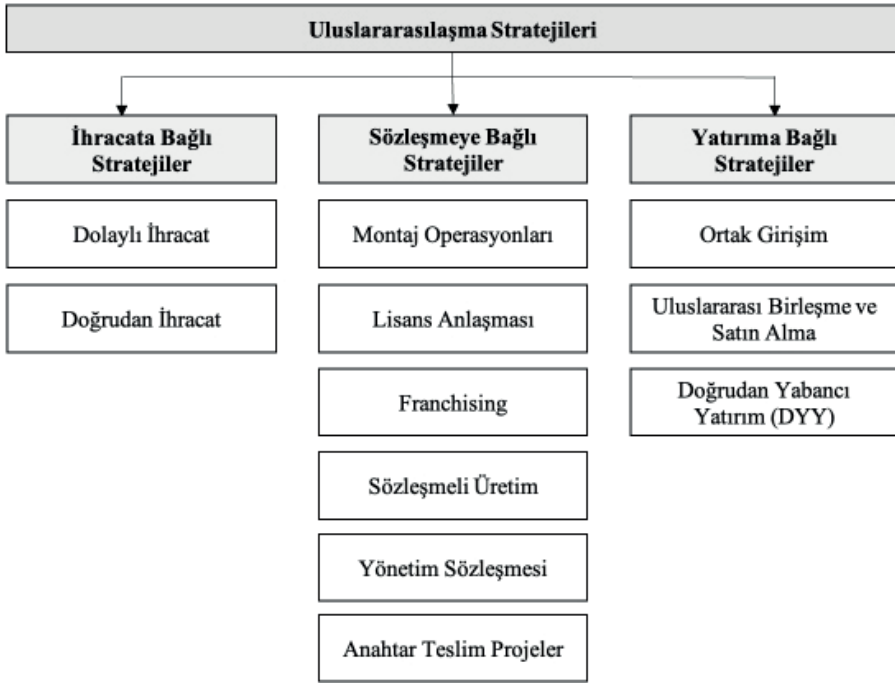 Uluslararasılaşma Stratejileri
İhracata Bağlı
Stratejiler
Dolaylı İhracat
Doğrudan İhracat
Sözleşmeye Bağlı
Stratejiler
Montaj Operasyonları
Lisans Anlaşması
Franchising
Sözleşmeli Üretim
Yönetim Sözleşmesi
Anahtar Teslim Projeler
Yatırıma Bağlı
Stratejiler
Ortak Girişim
Uluslararası Birleşme ve
Satın Alma
Doğrudan Yabancı
Yatırım (DYY)